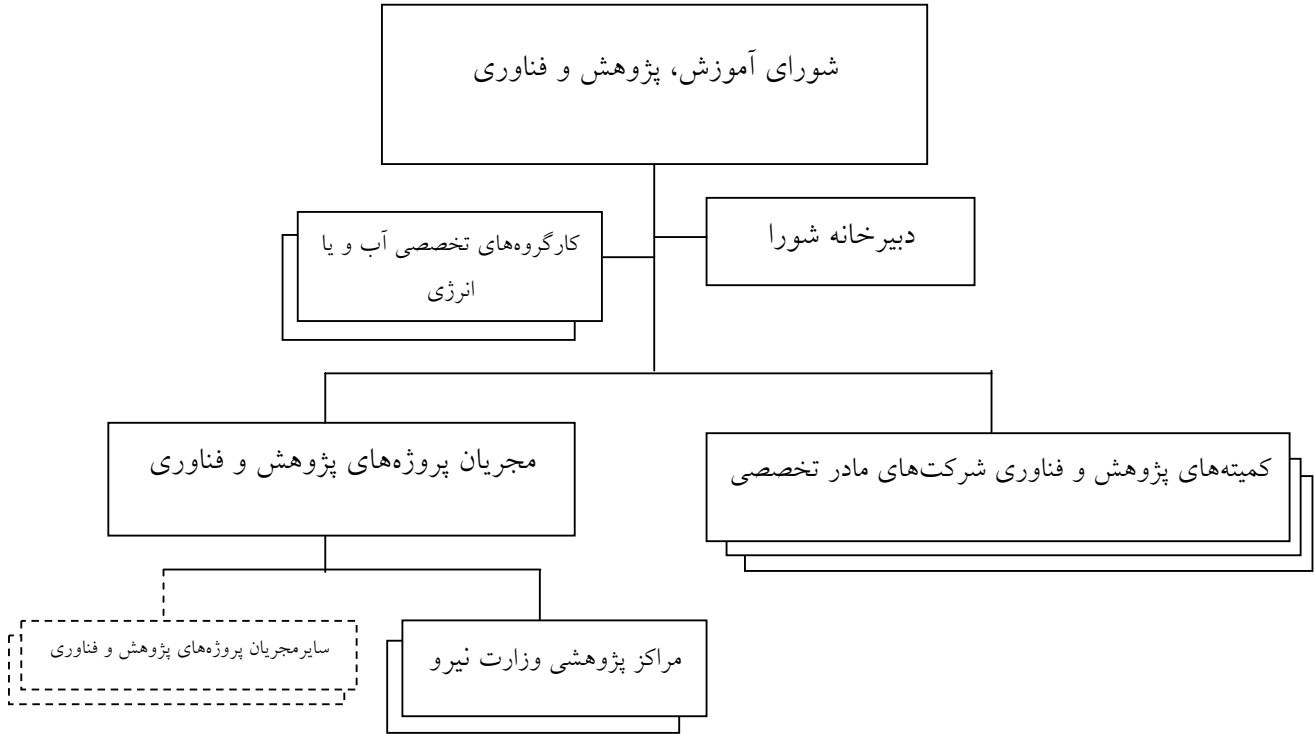 شورای آموزش، پژوهش و فناوری
دبیرخانه شورا
کارگروه‌های تخصصی آب و یا
انرژی
کمیته‌های پژوهش و فناوری شرکت‌های مادر تخصصی
مجریان پروژه‌های پژوهش و فناوری
مراکز پژوهشی وزارت نیرو
سایرمجریان پروژه‌های پژوهش و فناوری